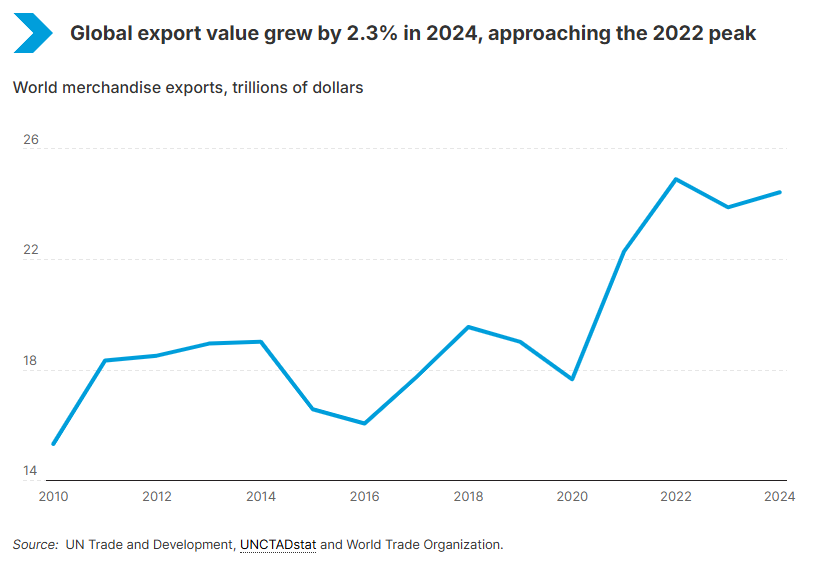 Global export value grew by 2.3% in 2024, approaching the 2022 peak
World merchandise exports, trillions of dollars
26
22
18
14
2010 2012 2014 2016 2018 2020 2022 2024
Source: UN Trade and Development, UNCTADstat and World Trade Organization.